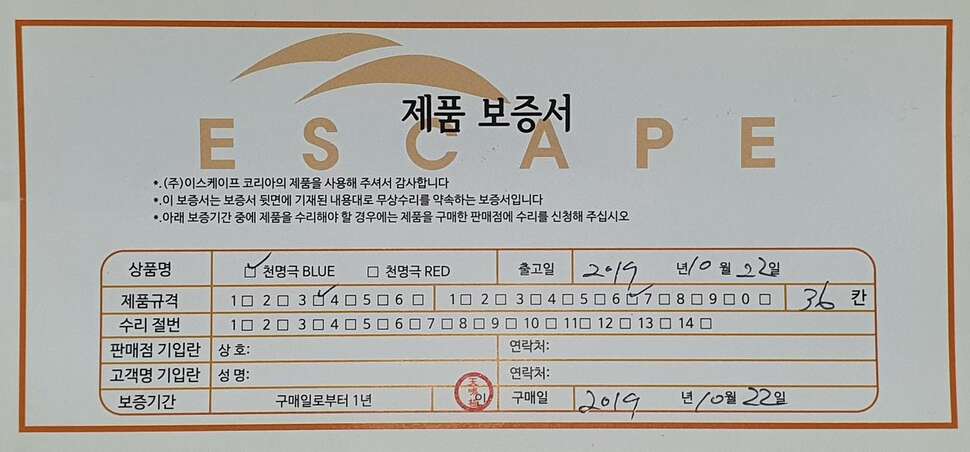 ESCAPE
제품 보증서
*.(주)이스케이프 코리아의 제품을 사용해 주셔서 감사합니다
*.이 보증서는 보증서 뒷면에 기재된 내용대로 무상수리를 약속하는 보증서입니다
*.아래 보증기간 중에 제품을 수리해야 할 경우에는 제품을 구매한 판매점에 수리를 신청해 주십시오
상품명 ☑ 천명극 BLUE □ 천명극 RED 출고일 2019 년 10 월 22일
제품규격 1□ 2□ 3☑ 4□ 5□ 6□ 1□ 2□ 3□ 4□ 5□ 6☑ 7□ 8□ 9□ 0□ 36 칸
수리 절번 1□ 2□ 3□ 4□ 5□ 6□ 7□ 8□ 9□ 10□ 11□ 12□ 13□ 14□
판매점 기입란 상호: 연락처:
고객명 기입란 성명: 연락처:
보증기간 구매일로부터 1년 인 구매일 2019 년 10월 22일